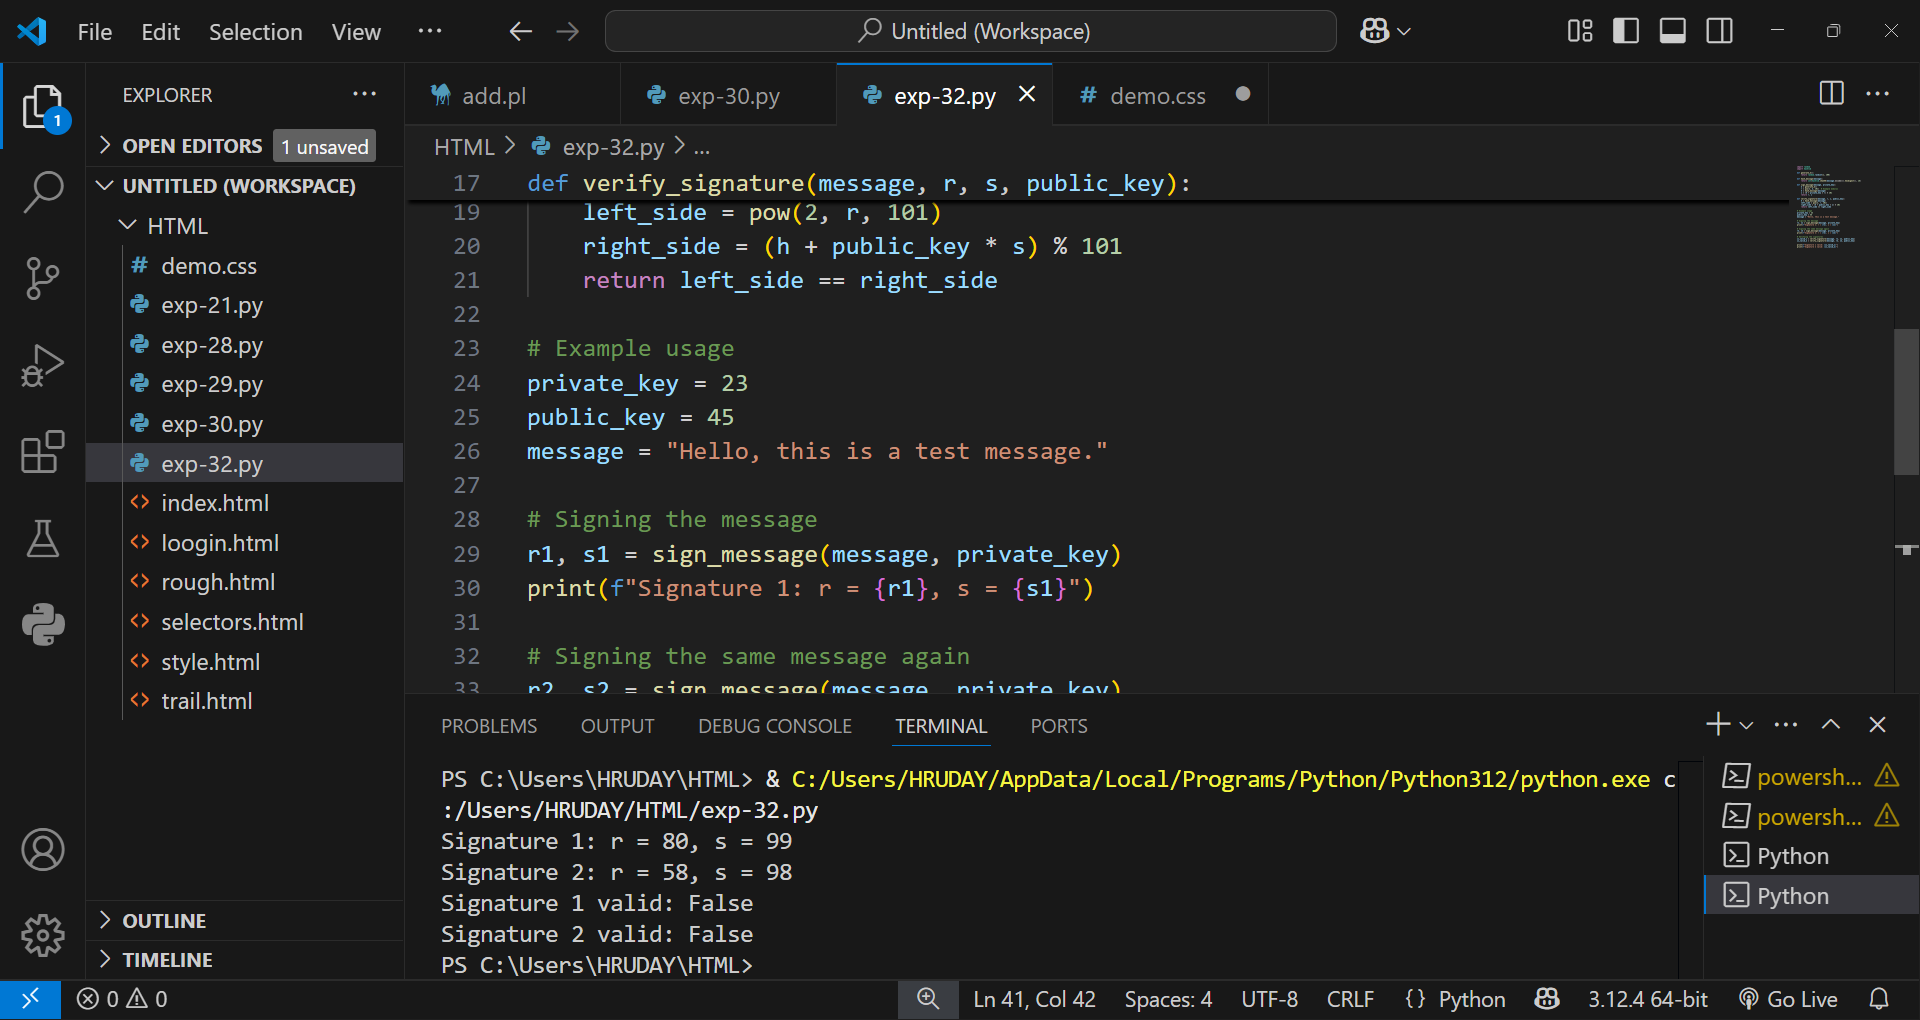 File Edit Selection View ··· Untitled (Workspace)
EXPLORER ···
1
OPEN EDITORS 1 unsaved
UNTITLED (WORKSPACE)
HTML
# demo.css
exp-21.py
exp-28.py
exp-29.py
exp-30.py
exp-32.py
<> index.html
<> loogin.html
<> rough.html
<> selectors.html
<> style.html
<> trail.html
OUTLINE
TIMELINE
add.pl exp-30.py exp-32.py # demo.css
HTML > exp-32.py > ...
17 def verify_signature(message, r, s, public_key):
19 left_side = pow(2, r, 101)
20 right_side = (h + public_key * s) % 101
21 return left_side == right_side
22
23 # Example usage
24 private_key = 23
25 public_key = 45
26 message = "Hello, this is a test message."
27
28 # Signing the message
29 r1, s1 = sign_message(message, private_key)
30 print(f"Signature 1: r = {r1}, s = {s1}")
31
32 # Signing the same message again
33 r2, s2 = sign_message(message, private_key)
PROBLEMS OUTPUT DEBUG CONSOLE TERMINAL PORTS
PS C:\Users\HRUDAY\HTML> & C:/Users/HRUDAY/AppData/Local/Programs/Python/Python312/python.exe c
:/Users/HRUDAY/HTML/exp-32.py
Signature 1: r = 80, s = 99
Signature 2: r = 58, s = 98
Signature 1 valid: False
Signature 2 valid: False
PS C:\Users\HRUDAY\HTML>
powersh...
powersh...
Python
Python
0 0 Ln 41, Col 42 Spaces: 4 UTF-8 CRLF {} Python 3.12.4 64-bit Go Live